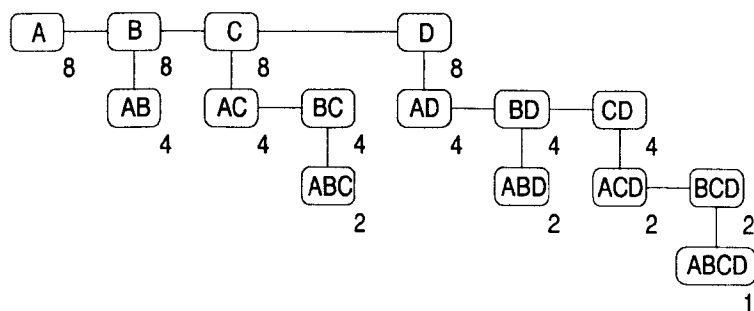 A B C D
8 8 8 8
AB AC BC AD BD CD
4 4 4 4 4 4
ABC ABD ACD BCD
2 2 2 2
ABCD
1